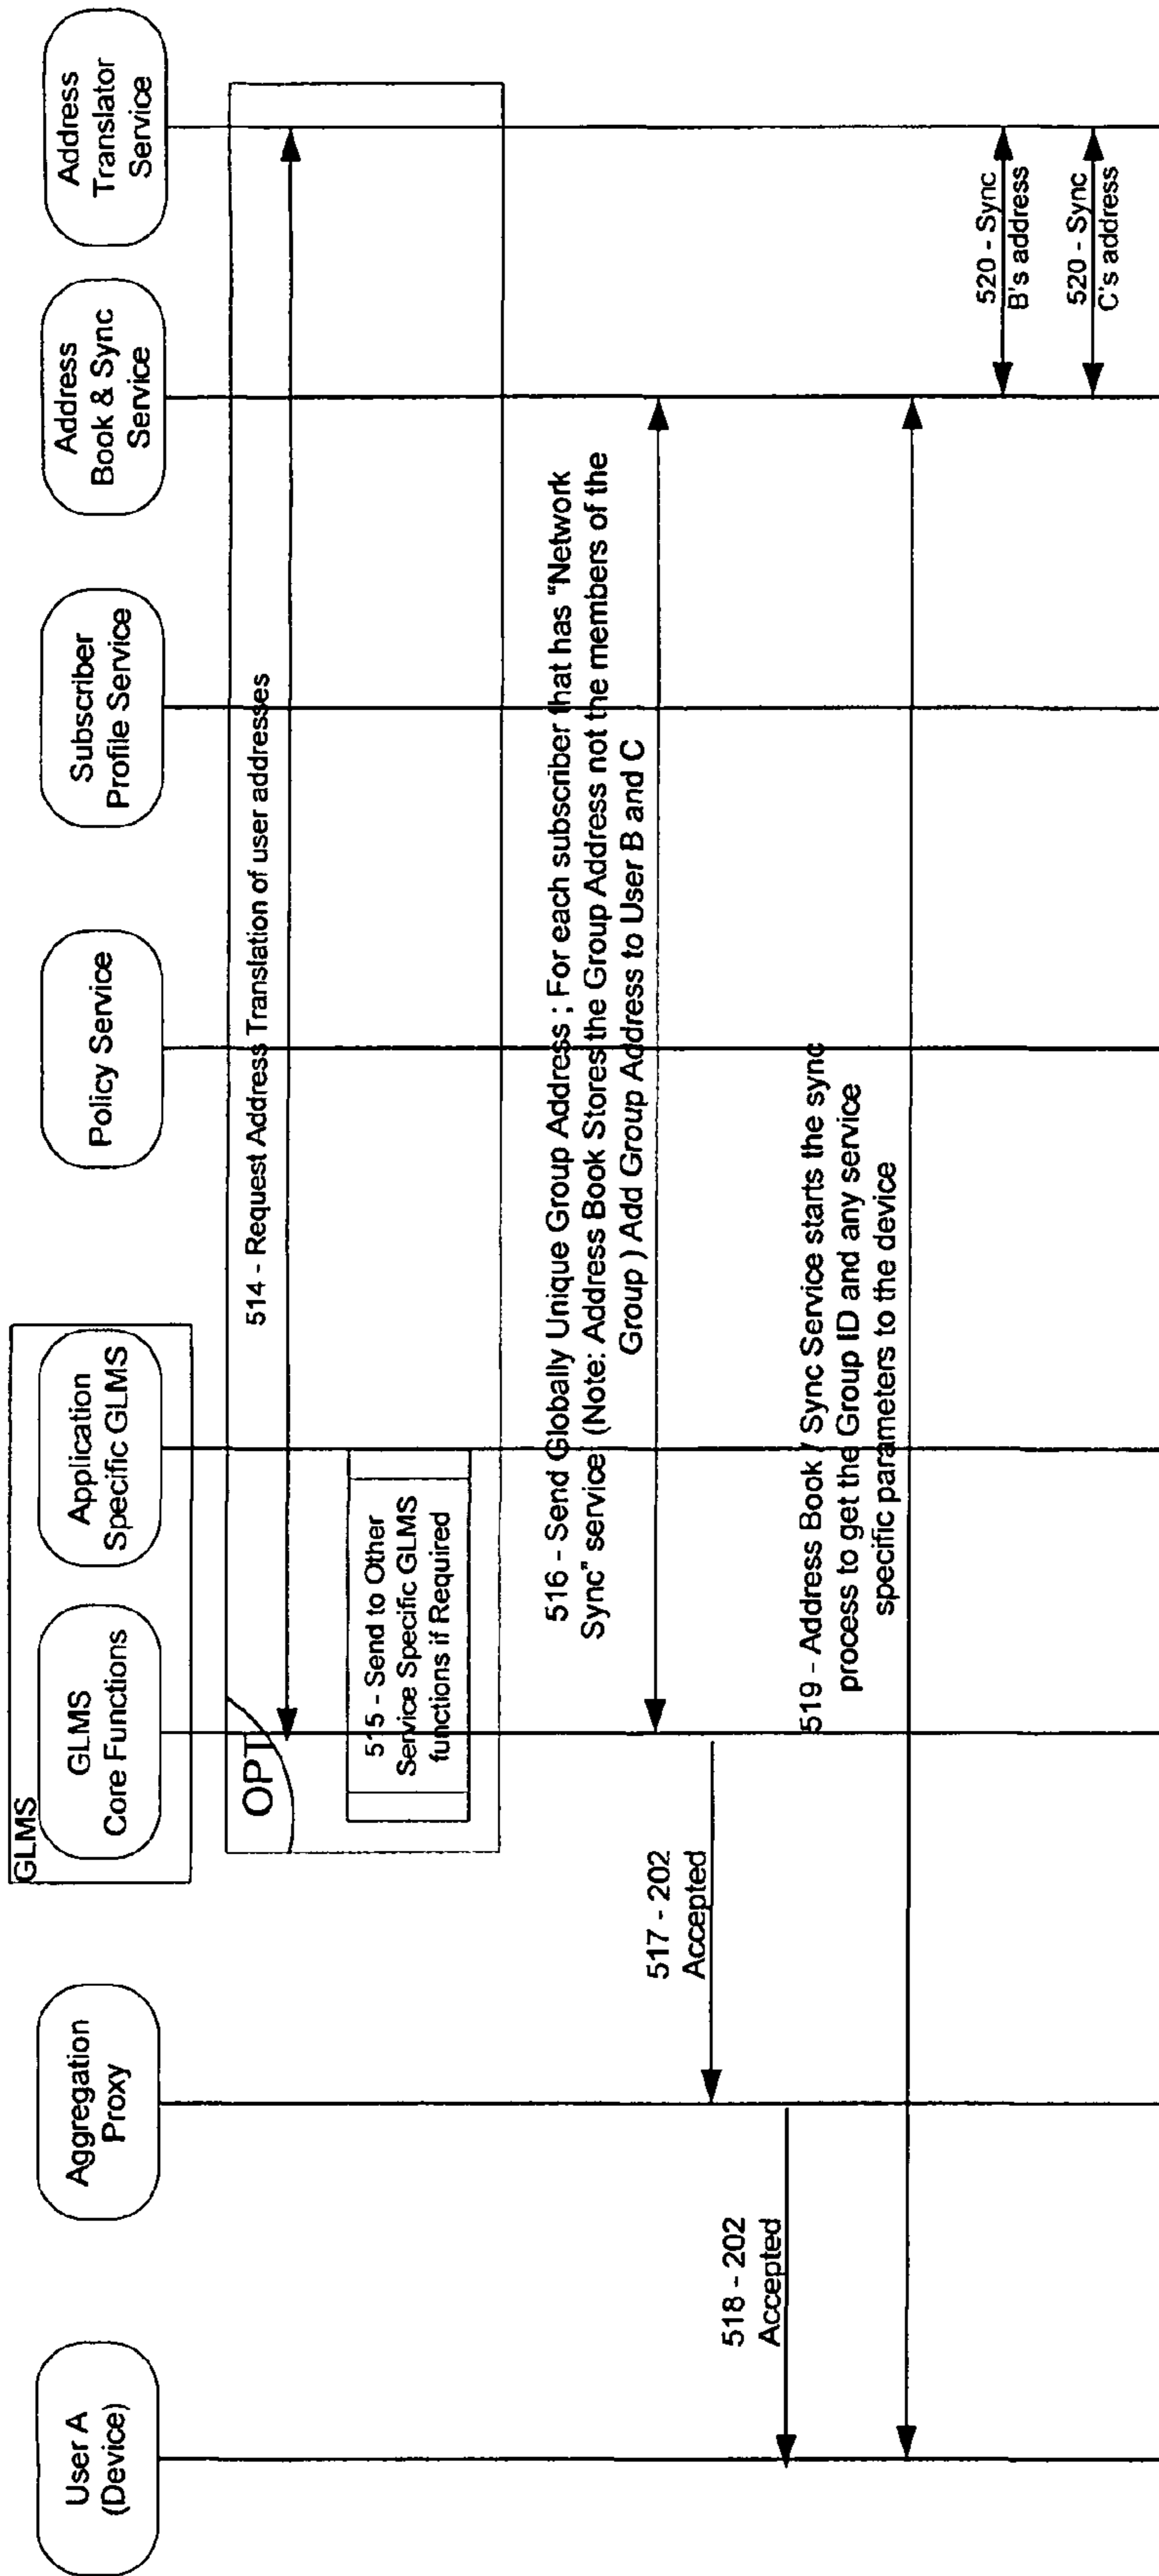 User A
(Device)
Aggregation
Proxy
GLMS
GLMS
Core Functions
Application
Specific GLMS
Policy Service
Subscriber
Profile Service
Address
Book & Sync
Service
Address
Translator
Service
OPT
514 - Request Address Translation of user addresses
515 - Send to Other
Service Specific GLMS
functions if Required
516 - Send Globally Unique Group Address ; For each subscriber that has "Network
Sync" service (Note: Address Book Stores the Group Address not the members of the
Group ) Add Group Address to User B and C
517 - 202
Accepted
518 - 202
Accepted
519 - Address Book / Sync Service starts the sync
process to get the Group ID and any service
specific parameters to the device
520 - Sync
B's address
520 - Sync
C's address